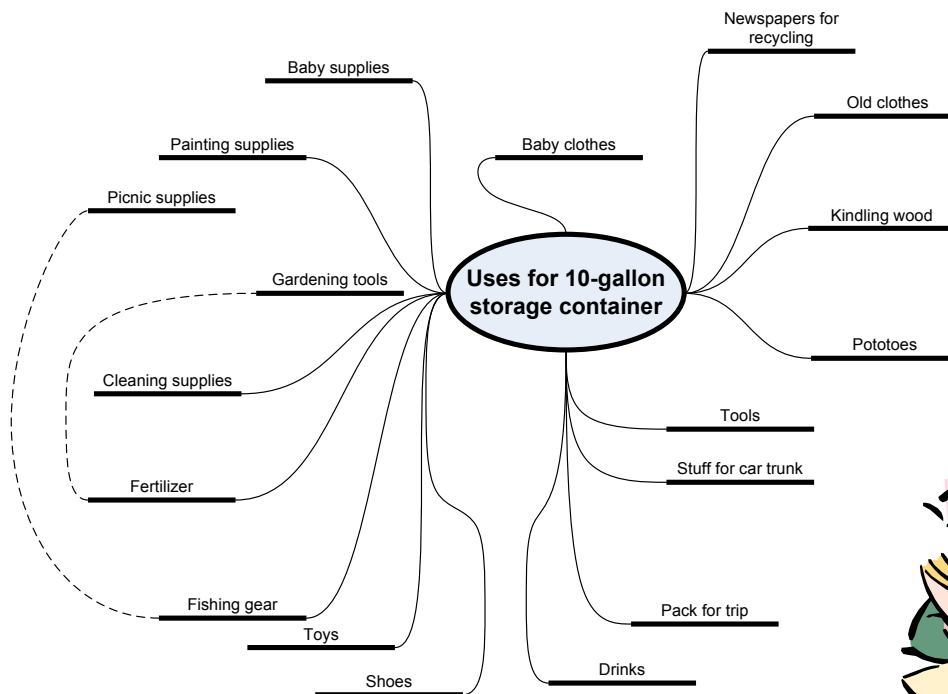 Newspapers for
recycling
Baby supplies
Old clothes
Painting supplies
Baby clothes
Picnic supplies
Kindling wood
Uses for 10-gallon
storage container
Gardening tools
Pototoes
Cleaning supplies
Tools
Stuff for car trunk
Fertilizer
Fishing gear
Pack for trip
Toys
Drinks
Shoes